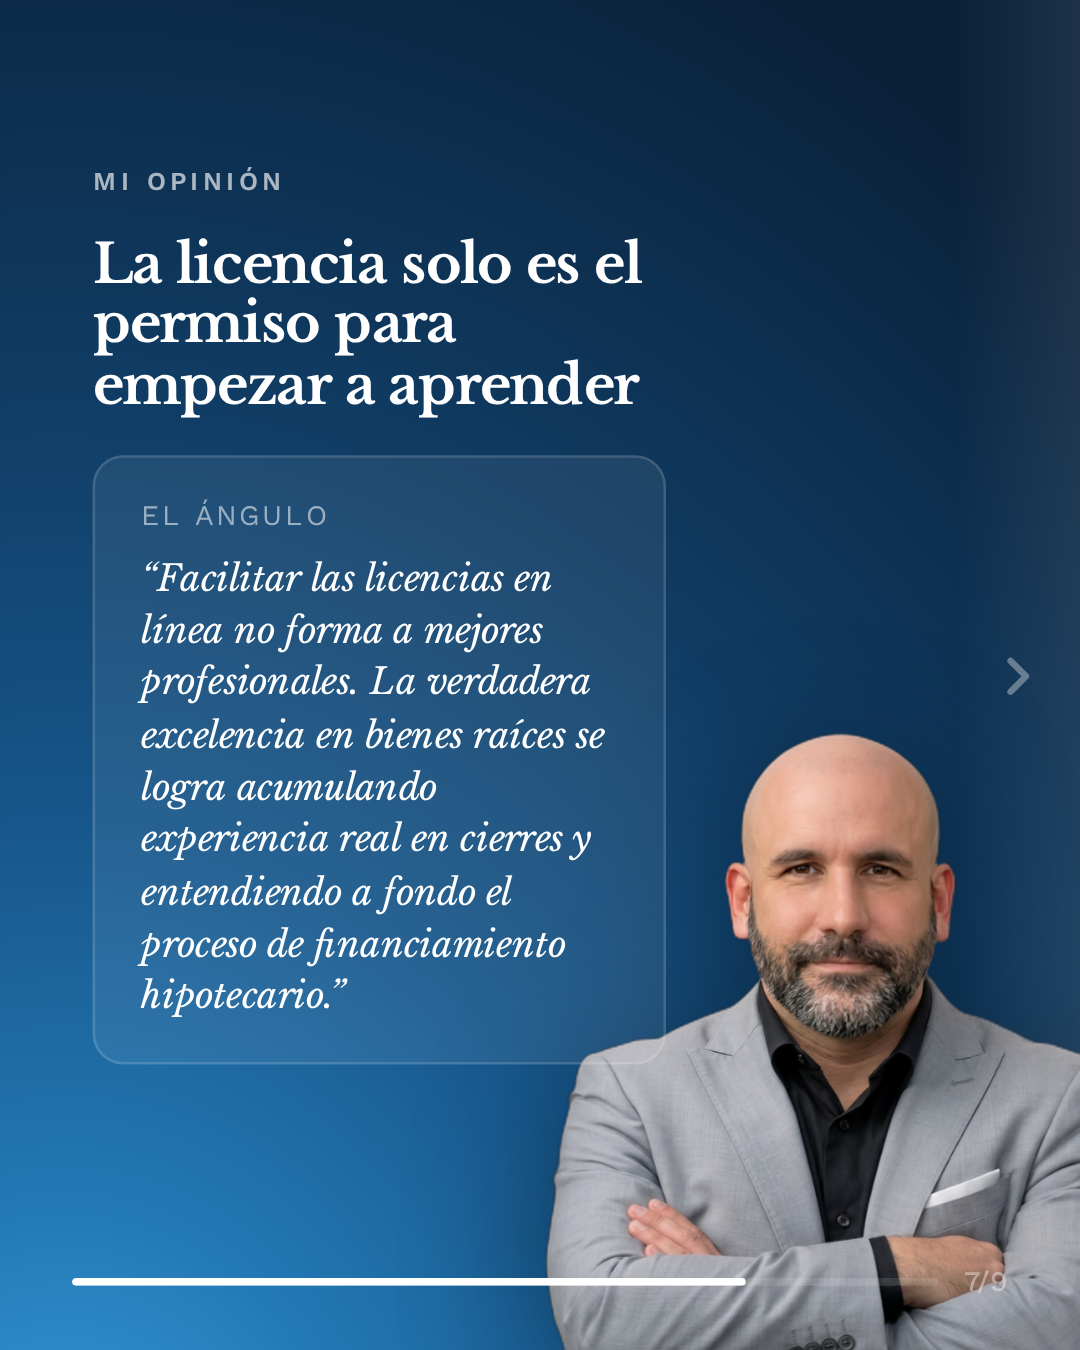 MI OPINIÓN
La licencia solo es el
permiso para
empezar a aprender
EL ÁNGULO
“Facilitar las licencias en
línea no forma a mejores
profesionales. La verdadera
excelencia en bienes raíces se
logra acumulando
experiencia real en cierres y
entendiendo a fondo el
proceso de financiamiento
hipotecario.”
7/9